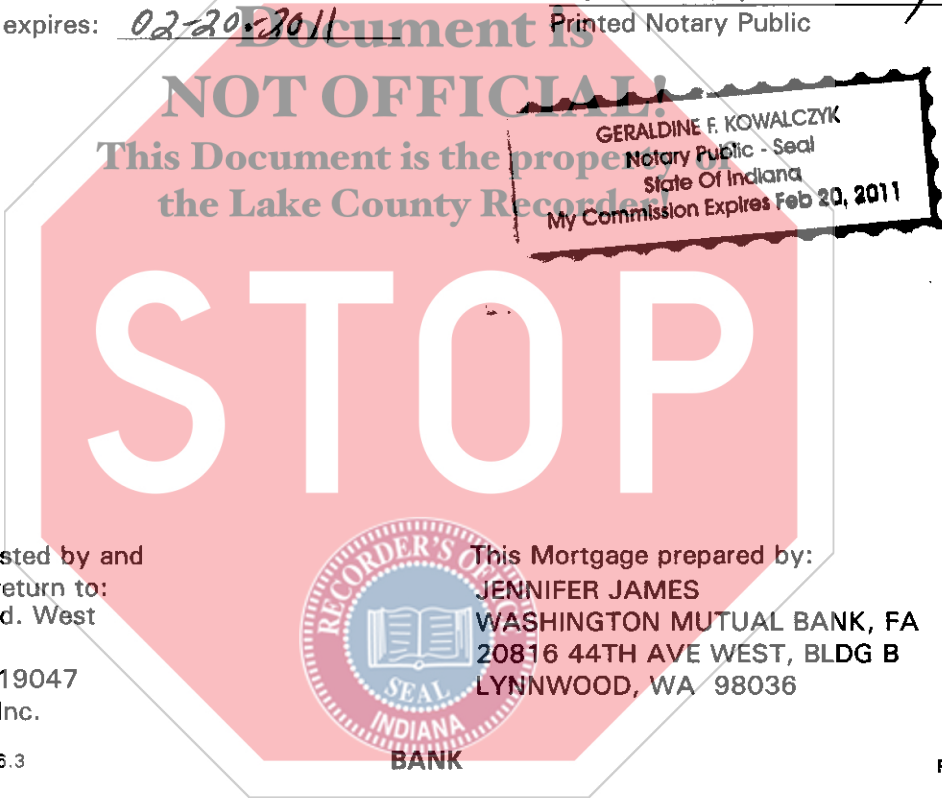 expires: 02-20-2011
Printed Notary Public
Document is
NOT OFFICIAL!
This Document is the property of
the Lake County Recorder!
GERALDINE F. KOWALCZYK
Notary Public - Seal
State Of Indiana
My Commission Expires Feb 20, 2011
STOP
sted by and
eturn to:
d. West
19047
Inc.
6.3
This Mortgage prepared by:
JENNIFER JAMES
WASHINGTON MUTUAL BANK, FA
20816 44TH AVE WEST, BLDG B
LYNNWOOD, WA 98036
RECORDER'S OFFICE
SEAL
INDIANA
BANK